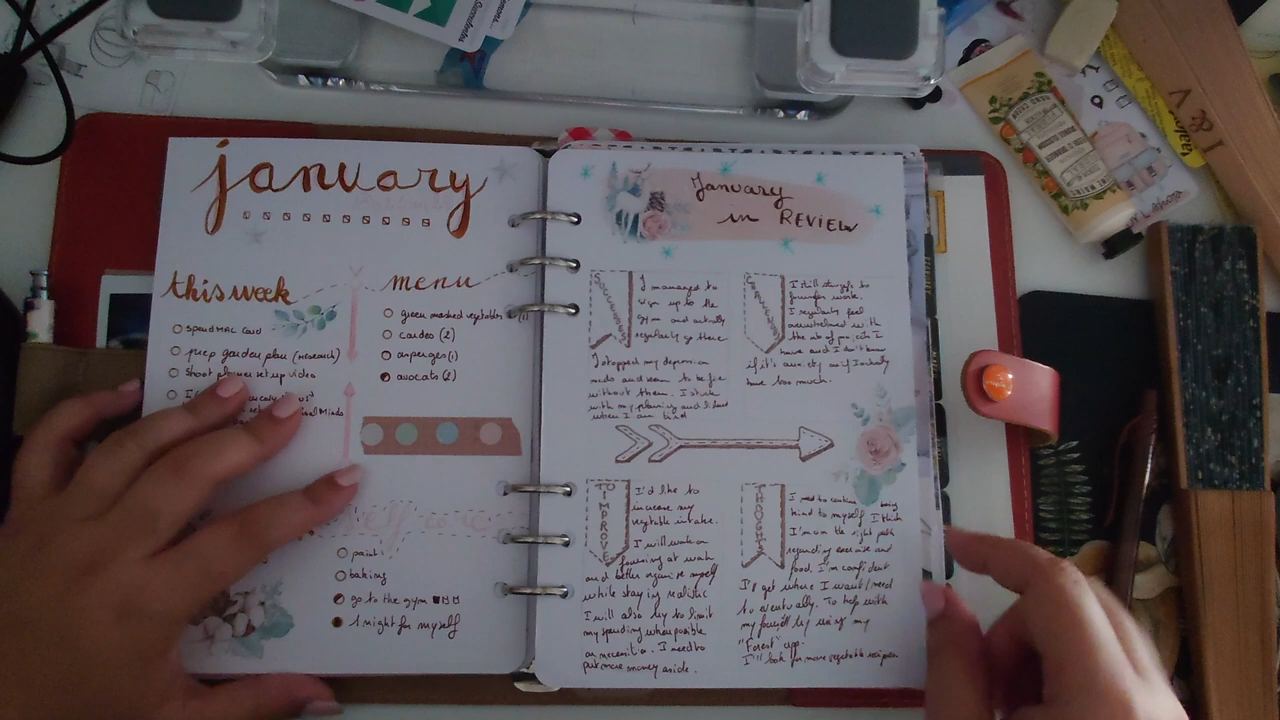 january
this week
spend MAC card
prep garden plan (research)
Shoot planner set up video
menu
green mashed vegetables (1)
cordes (2)
asperges (1)
avocats (2)
Self care
paint
baking
go to the gym
1 night for myself
January
in REVIEW
SUCCESSES
I managed to
sign up to the
gym and actually
regularly go there
I stopped my depression
meds and seem to be fine
without them. I stick
with my planning and
when I am tired
I still struggle to
work.
I regularly feel
overwhelmed with
the nb of projects I
have and I don't know
if it's anxiety or if I actually
have too much.
TO IMPROVE
I'd like to
increase my
vegetable intake.
I will work on
focusing at work
and better organise myself
while staying realistic
I will also try to limit
my spending when possible
or necessities. I need to
put more money aside.
THOUGHTS
I need to continue being
kind to myself. I think
I'm on the right path
regarding exercise and
food. I'm confident
I'll get where I want/need
to eventually. To help with
my focus I'll try using my
"Forest" app.
I'll look for more vegetable recipes
I & V